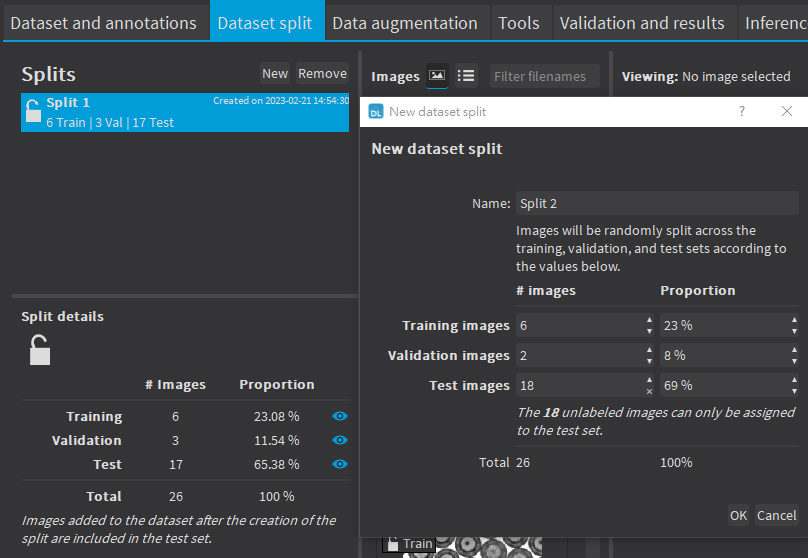 Dataset and annotations Dataset split Data augmentation Tools Validation and results Inferenc
Splits New Remove
Split 1 Created on 2023-02-21 14:54:30
6 Train | 3 Val | 17 Test
Images Filter filenames
Viewing: No image selected
DL New dataset split ?
New dataset split
Name: Split 2
Images will be randomly split across the
training, validation, and test sets according to
the values below.
# images Proportion
Training images 6 23 %
Validation images 2 8 %
Test images 18 69 %
The 18 unlabeled images can only be assigned
to the test set.
Total 26 100%
OK Cancel
Split details
# Images Proportion
Training 6 23.08 %
Validation 3 11.54 %
Test 17 65.38 %
Total 26 100 %
Images added to the dataset after the creation of the
split are included in the test set.
Train